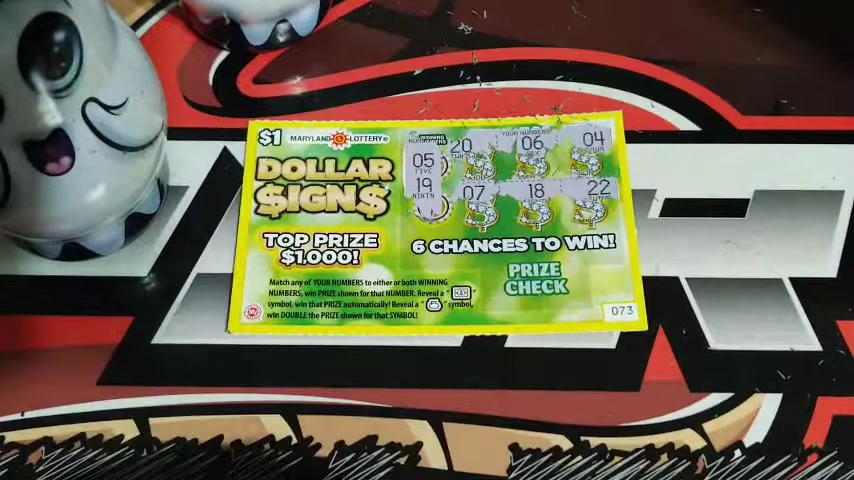 $1 MARYLAND LOTTERY®
DOLLAR
$IGN$
TOP PRIZE
$1,000!
Match any of YOUR NUMBERS to either or both WINNING
NUMBERS, win PRIZE shown for that NUMBER. Reveal a " "
symbol, win that PRIZE automatically! Reveal a " " symbol,
win DOUBLE the PRIZE shown for that SYMBOL!
WINNING
NUMBERS
05
FIVE
19
NINTN
YOUR NUMBERS
20 06 04
07 18 22
6 CHANCES TO WIN!
PRIZE
CHECK
073